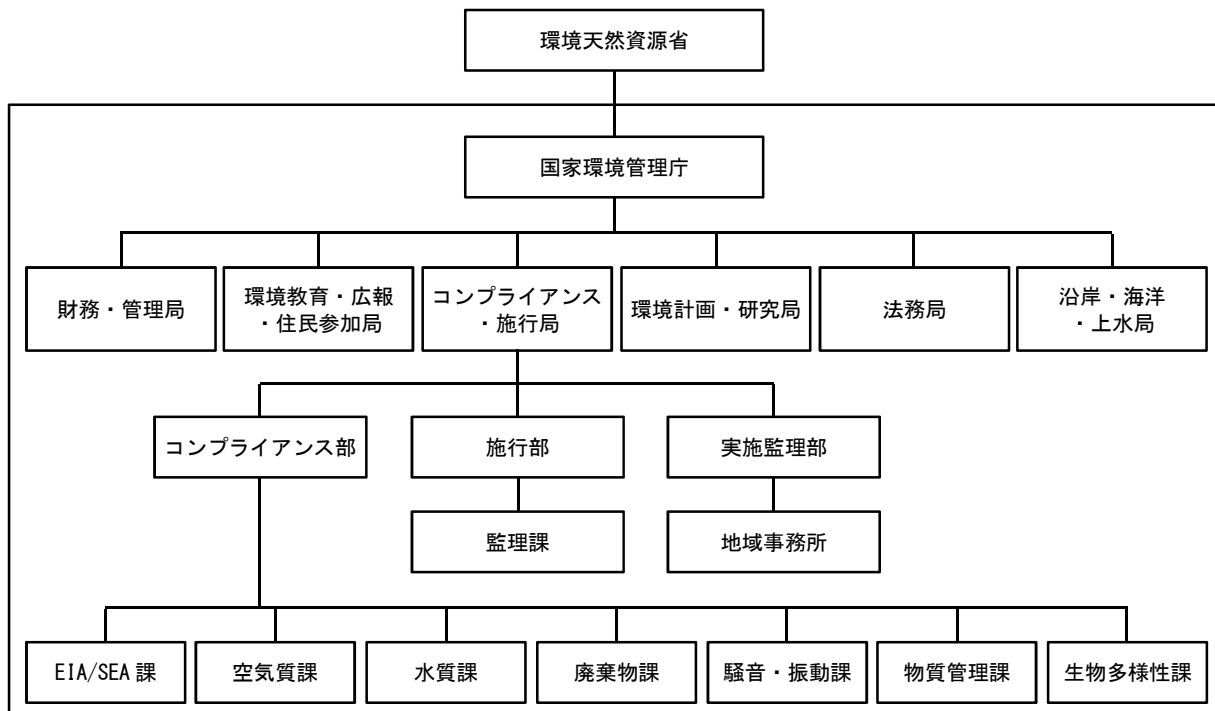 環境天然資源省
国家環境管理庁
財務・管理局
環境教育・広報
・住民参加局
コンプライアンス
・施行局
環境計画・研究局
法務局
沿岸・海洋
・上水局
コンプライアンス部
施行部
実施監理部
監理課
地域事務所
EIA/SEA 課
空気質課
水質課
廃棄物課
騒音・振動課
物質管理課
生物多様性課